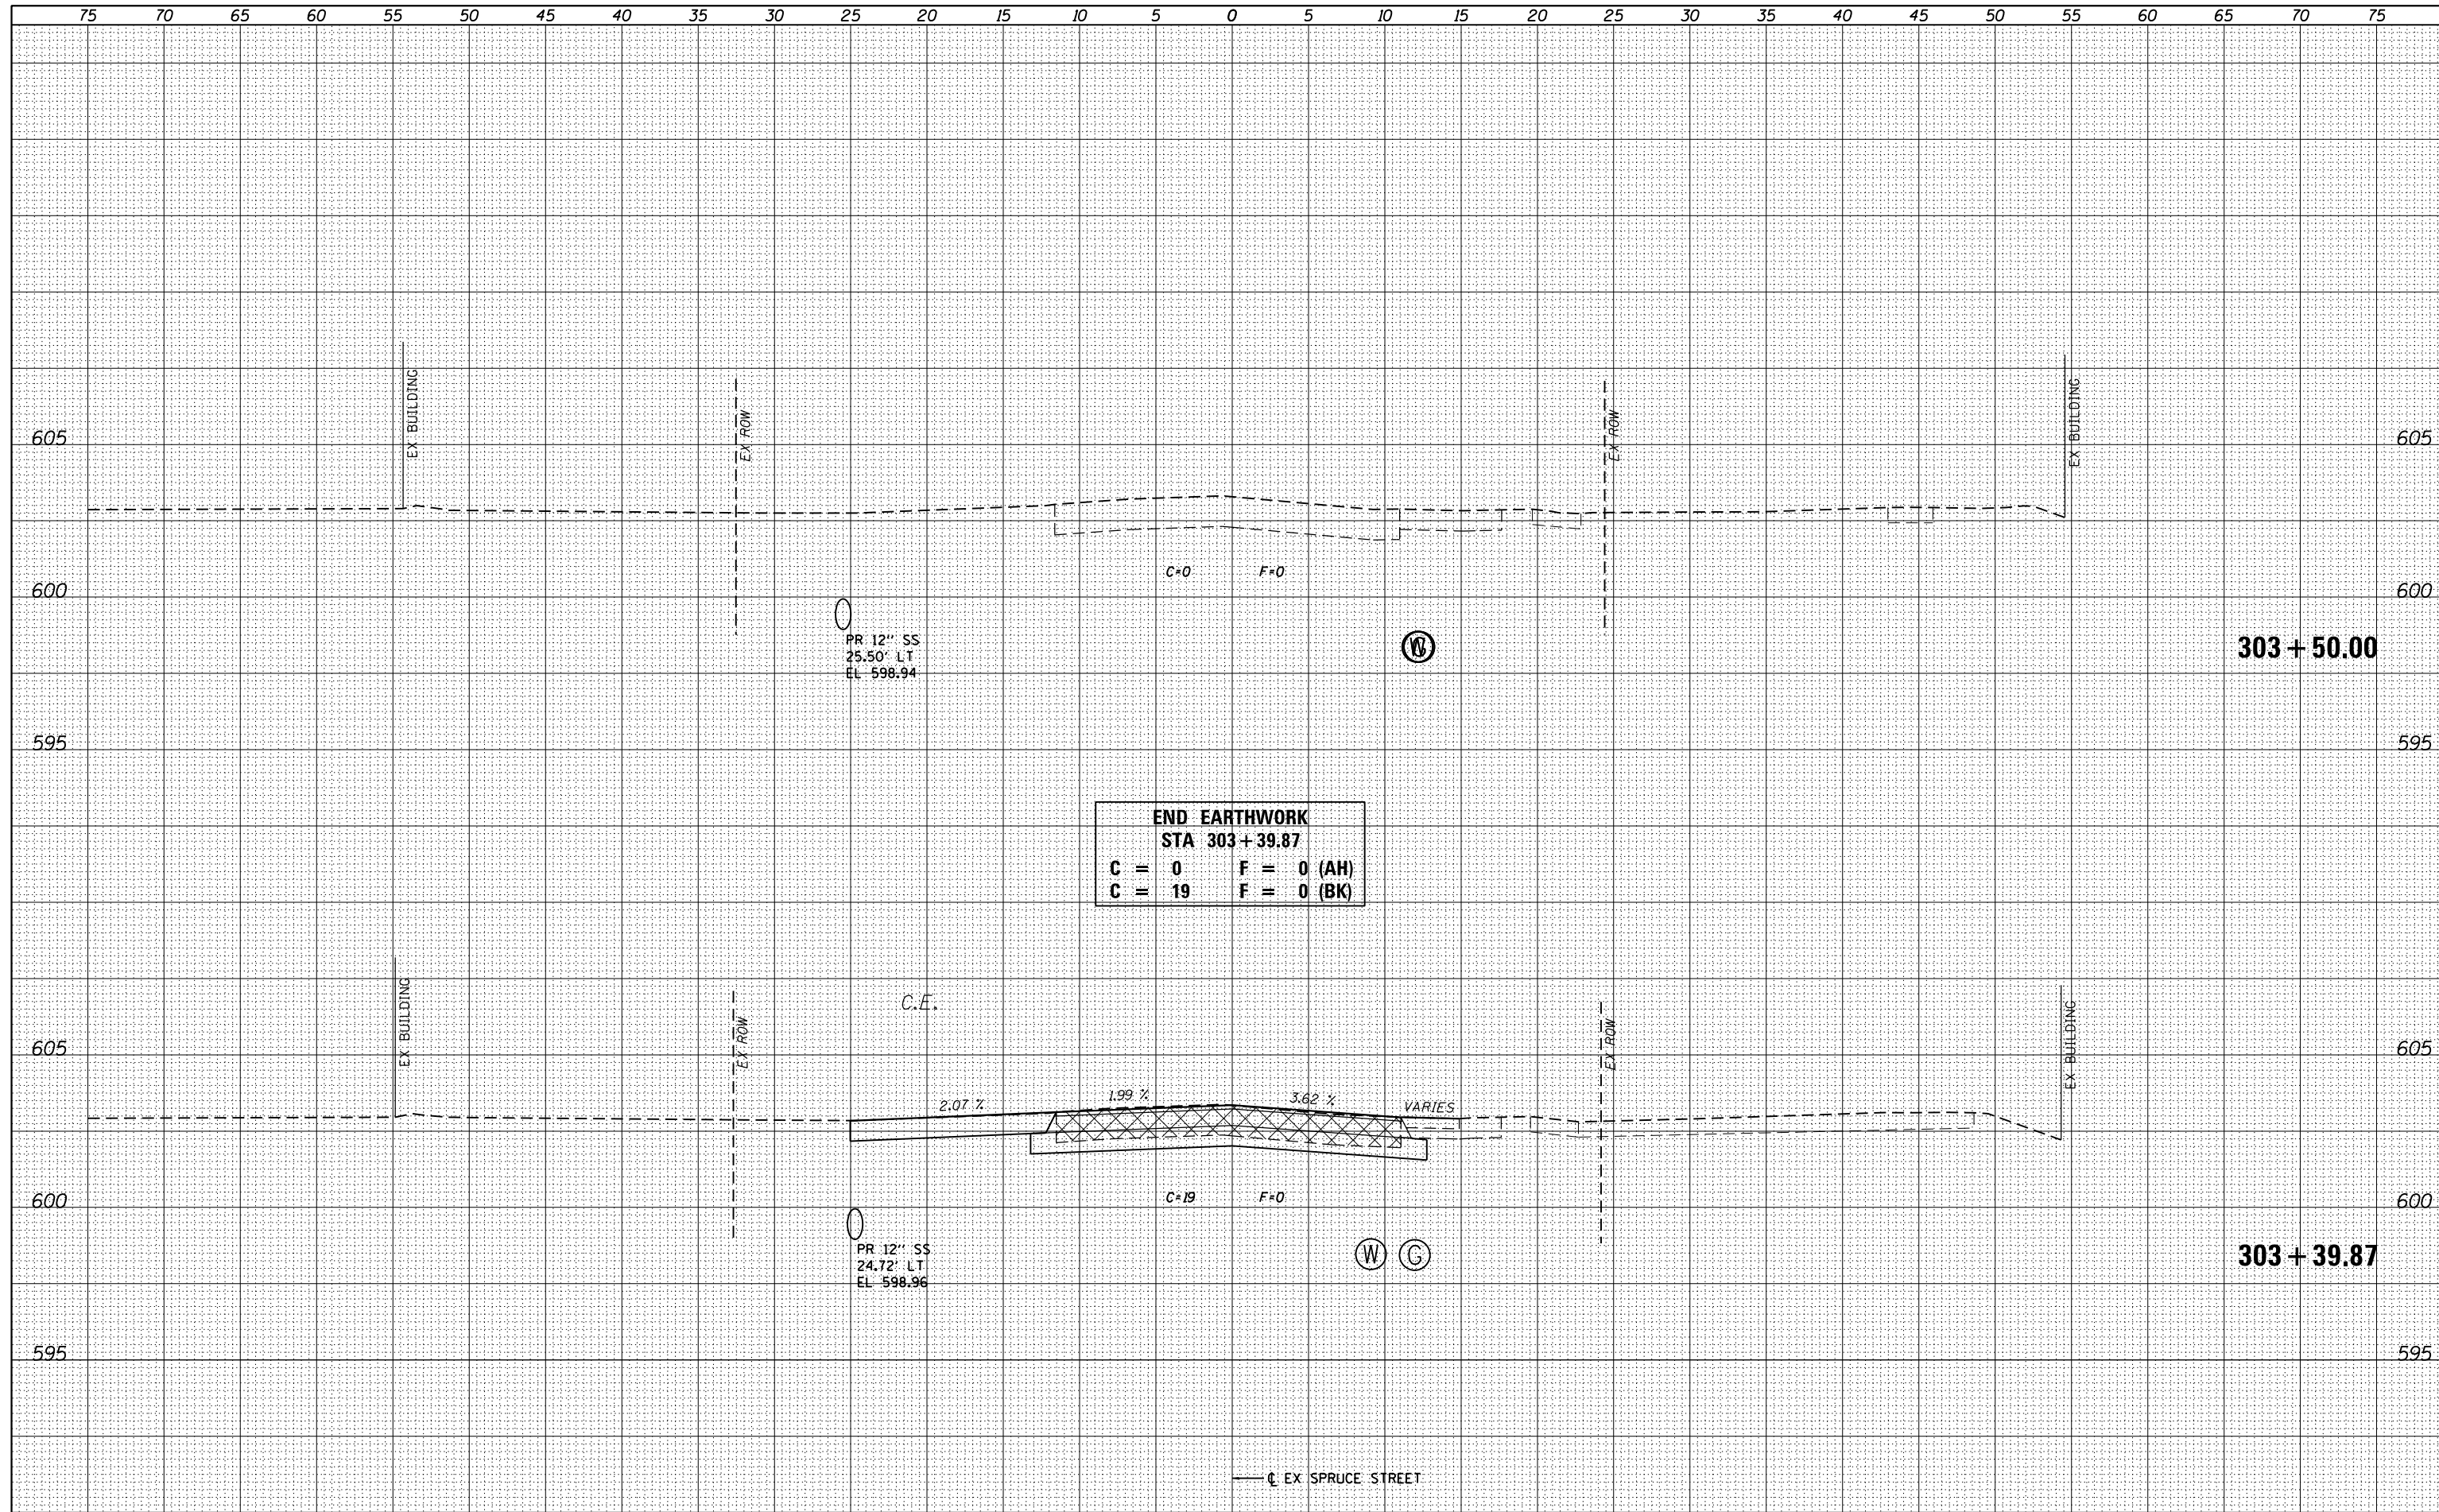 75 70 65 60 55 50 45 40 35 30 25 20 15 10 5 0 5 10 15 20 25 30 35 40 45 50 55 60 65 70 75
EX BUILDING
EX ROW
EX ROW
EX BUILDING
605 605
C=0 F=0
600 600
PR 12'' SS
25.50' LT
EL 598.94
W G
303+50.00
595 595
END EARTHWORK
STA 303+39.87
C = 0 F = 0 (AH)
C = 19 F = 0 (BK)
EX BUILDING
C.E.
EX ROW
EX ROW
EX BUILDING
605 605
2.07 % 1.99 % 3.62 % VARIES
C=19 F=0
600 600
PR 12'' SS
24.72' LT
EL 598.96
W G
303+39.87
595 595
℄ EX SPRUCE STREET